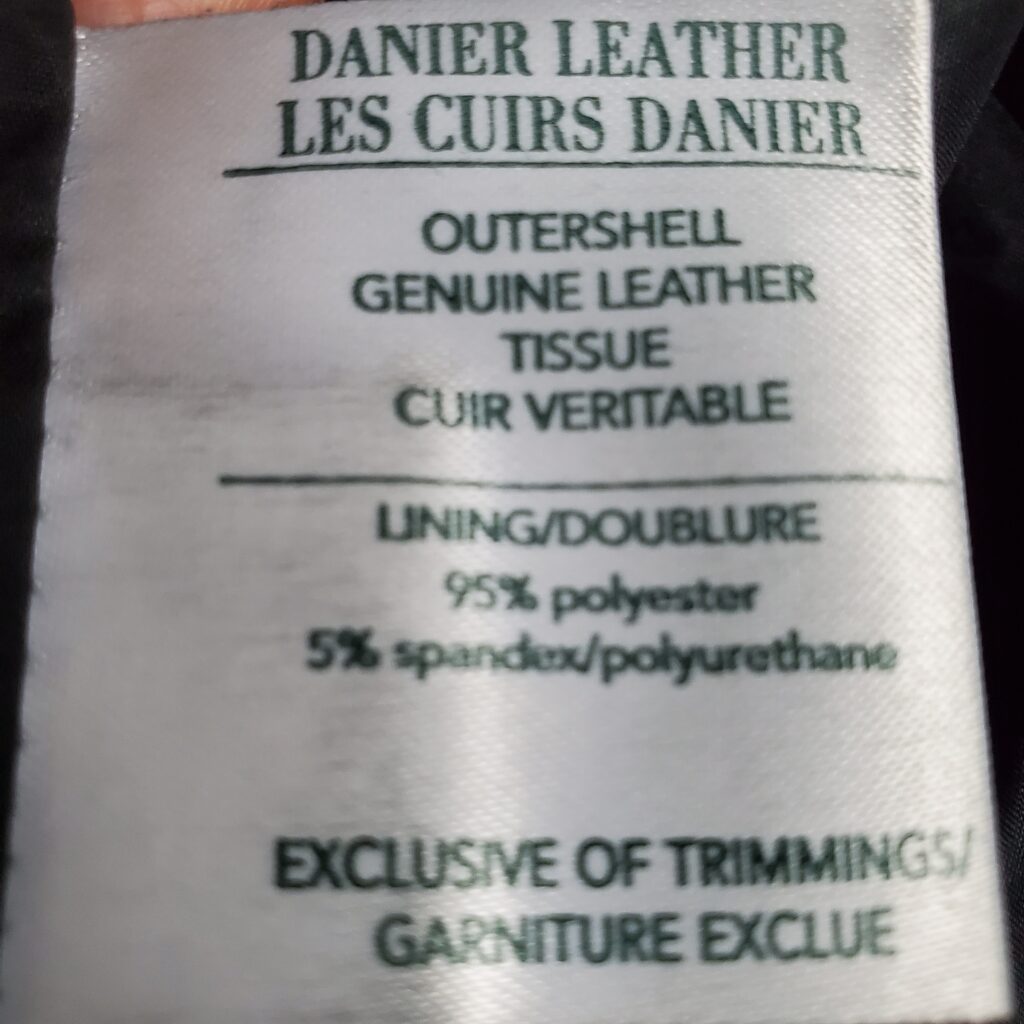 DANIER LEATHER
LES CUIRS DANIER
OUTERSHELL
GENUINE LEATHER
TISSUE
CUIR VERITABLE
LINING/DOUBLURE
95% polyester
5% spandex/polyurethane
EXCLUSIVE OF TRIMMINGS/
GARNITURE EXCLUE